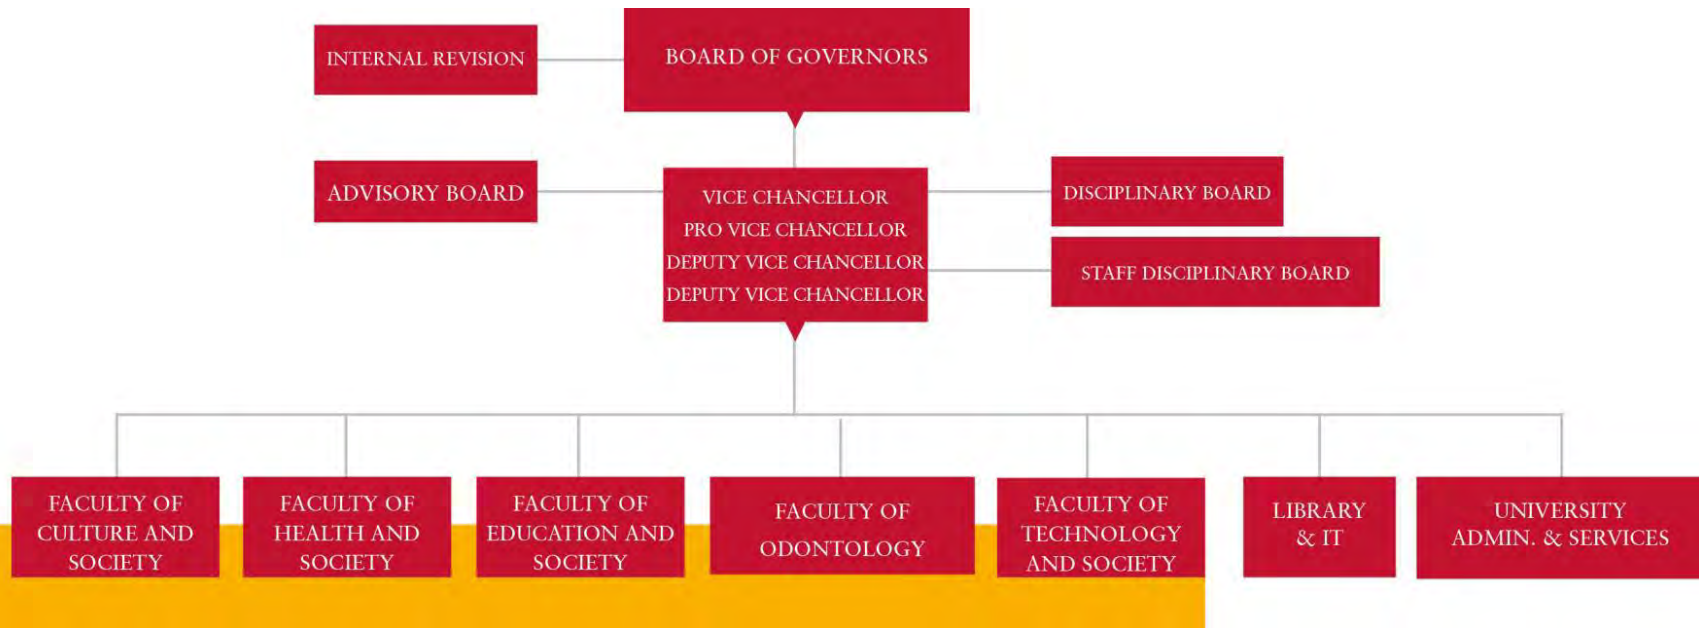 INTERNAL REVISION
BOARD OF GOVERNORS
ADVISORY BOARD
VICE CHANCELLOR
PRO VICE CHANCELLOR
DEPUTY VICE CHANCELLOR
DEPUTY VICE CHANCELLOR
DISCIPLINARY BOARD
STAFF DISCIPLINARY BOARD
FACULTY OF
CULTURE AND
SOCIETY
FACULTY OF
HEALTH AND
SOCIETY
FACULTY OF
EDUCATION AND
SOCIETY
FACULTY OF
ODONTOLOGY
FACULTY OF
TECHNOLOGY
AND SOCIETY
LIBRARY
& IT
UNIVERSITY
ADMIN. & SERVICES